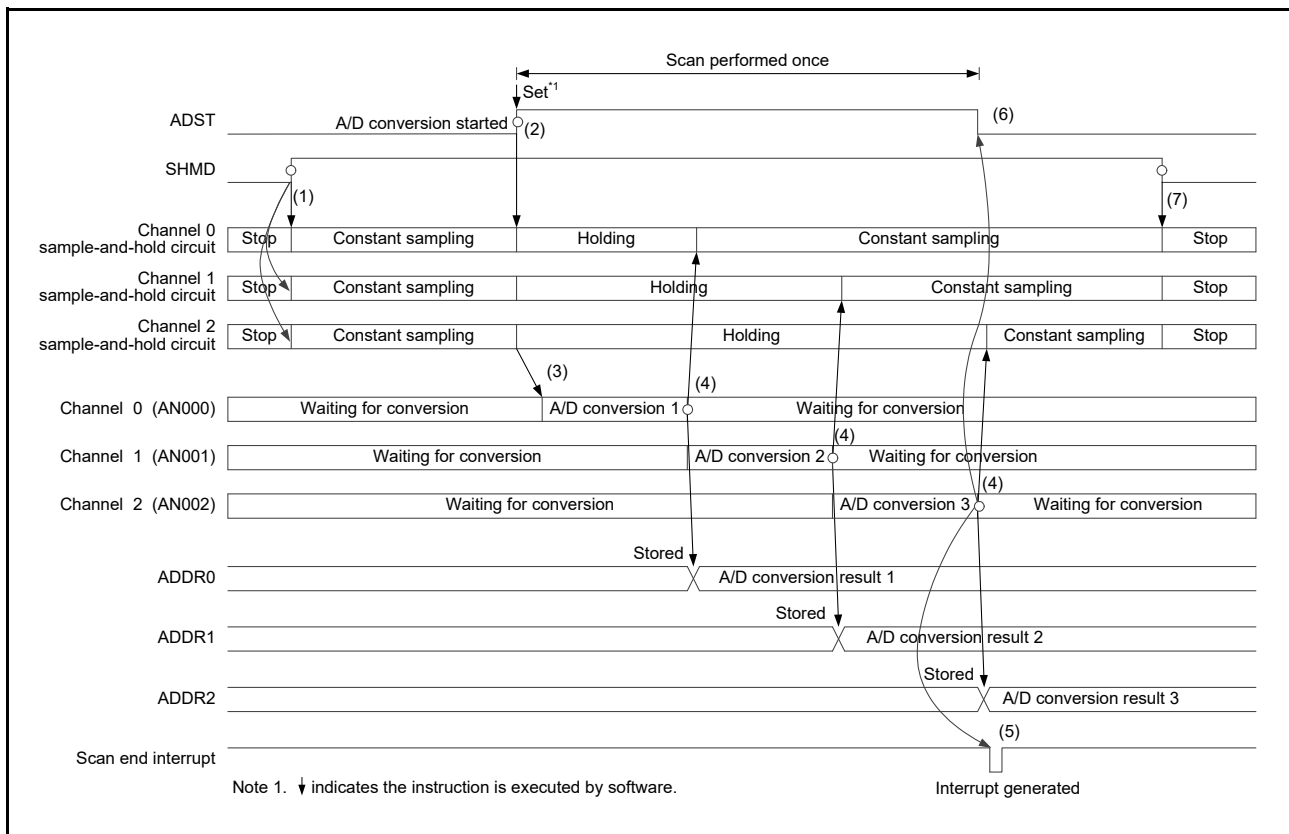 Scan performed once
Set*1
ADST
A/D conversion started
(2)
(6)
SHMD
(1)
(7)
Channel 0
sample-and-hold circuit
Stop
Constant sampling
Holding
Constant sampling
Stop
Channel 1
sample-and-hold circuit
Stop
Constant sampling
Holding
Constant sampling
Stop
Channel 2
sample-and-hold circuit
Stop
Constant sampling
Holding
Constant sampling
Stop
(3)
(4)
Channel 0 (AN000)
Waiting for conversion
A/D conversion 1
Waiting for conversion
(4)
Channel 1 (AN001)
Waiting for conversion
A/D conversion 2
Waiting for conversion
(4)
Channel 2 (AN002)
Waiting for conversion
A/D conversion 3
Waiting for conversion
Stored
ADDR0
A/D conversion result 1
Stored
ADDR1
A/D conversion result 2
Stored
ADDR2
A/D conversion result 3
(5)
Scan end interrupt
Note 1. ↓ indicates the instruction is executed by software.
Interrupt generated